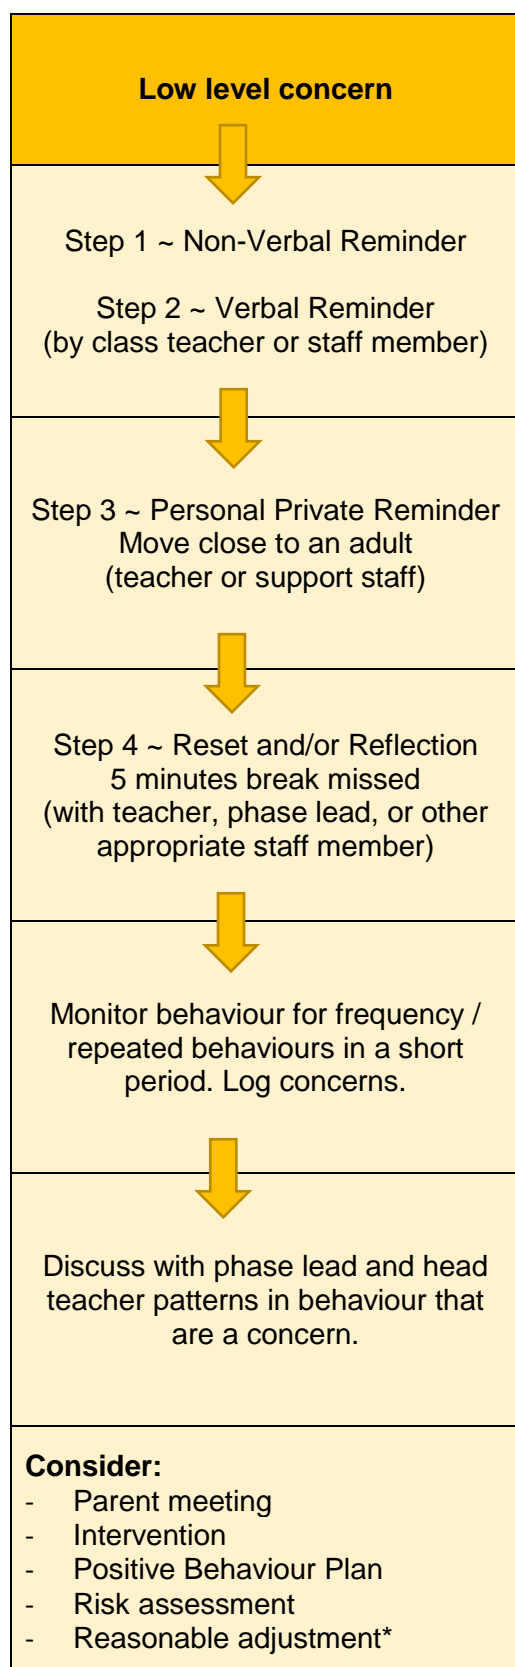 Low level concern
Step 1 ~ Non-Verbal Reminder
Step 2 ~ Verbal Reminder
(by class teacher or staff member)
Step 3 ~ Personal Private Reminder
Move close to an adult
(teacher or support staff)
Step 4 ~ Reset and/or Reflection
5 minutes break missed
(with teacher, phase lead, or other
appropriate staff member)
Monitor behaviour for frequency /
repeated behaviours in a short
period. Log concerns.
Discuss with phase lead and head
teacher patterns in behaviour that
are a concern.
Consider:
- Parent meeting
- Intervention
- Positive Behaviour Plan
- Risk assessment
- Reasonable adjustment*